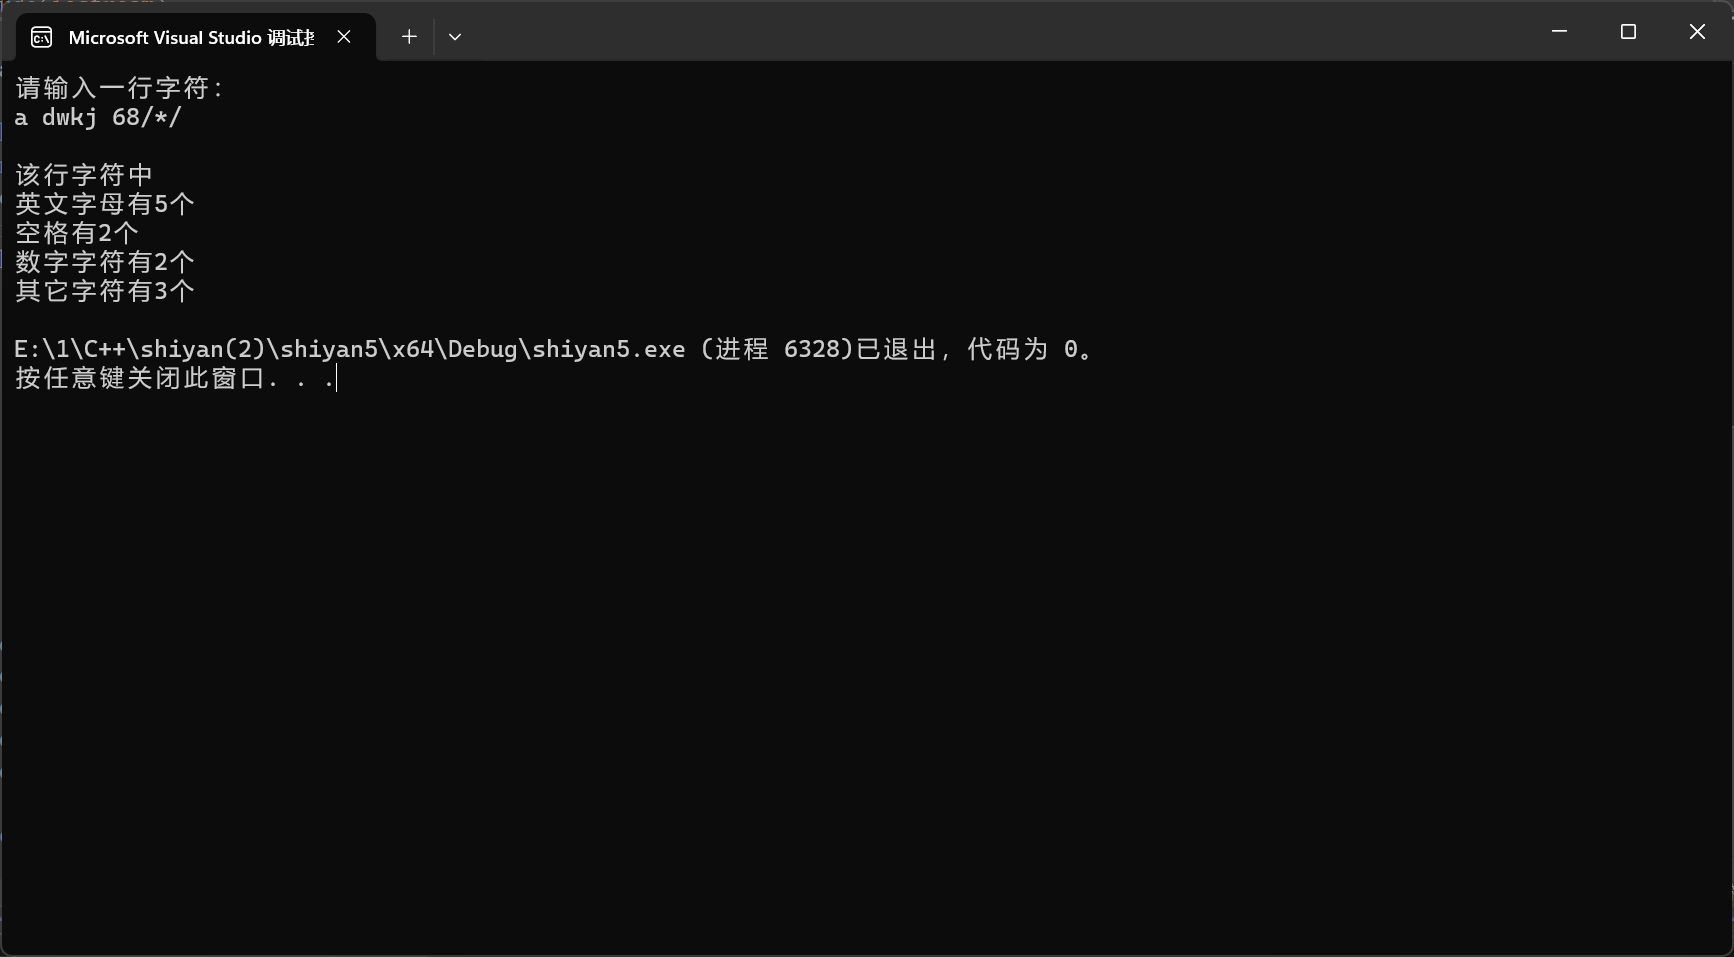 Microsoft Visual Studio 调试
请输入一行字符:
a dwkj 68/*/
该行字符中
英文字母有5个
空格有2个
数字字符有2个
其它字符有3个
E:\1\C++\shiyan(2)\shiyan5\x64\Debug\shiyan5.exe (进程 6328)已退出，代码为 0。
按任意键关闭此窗口. . .